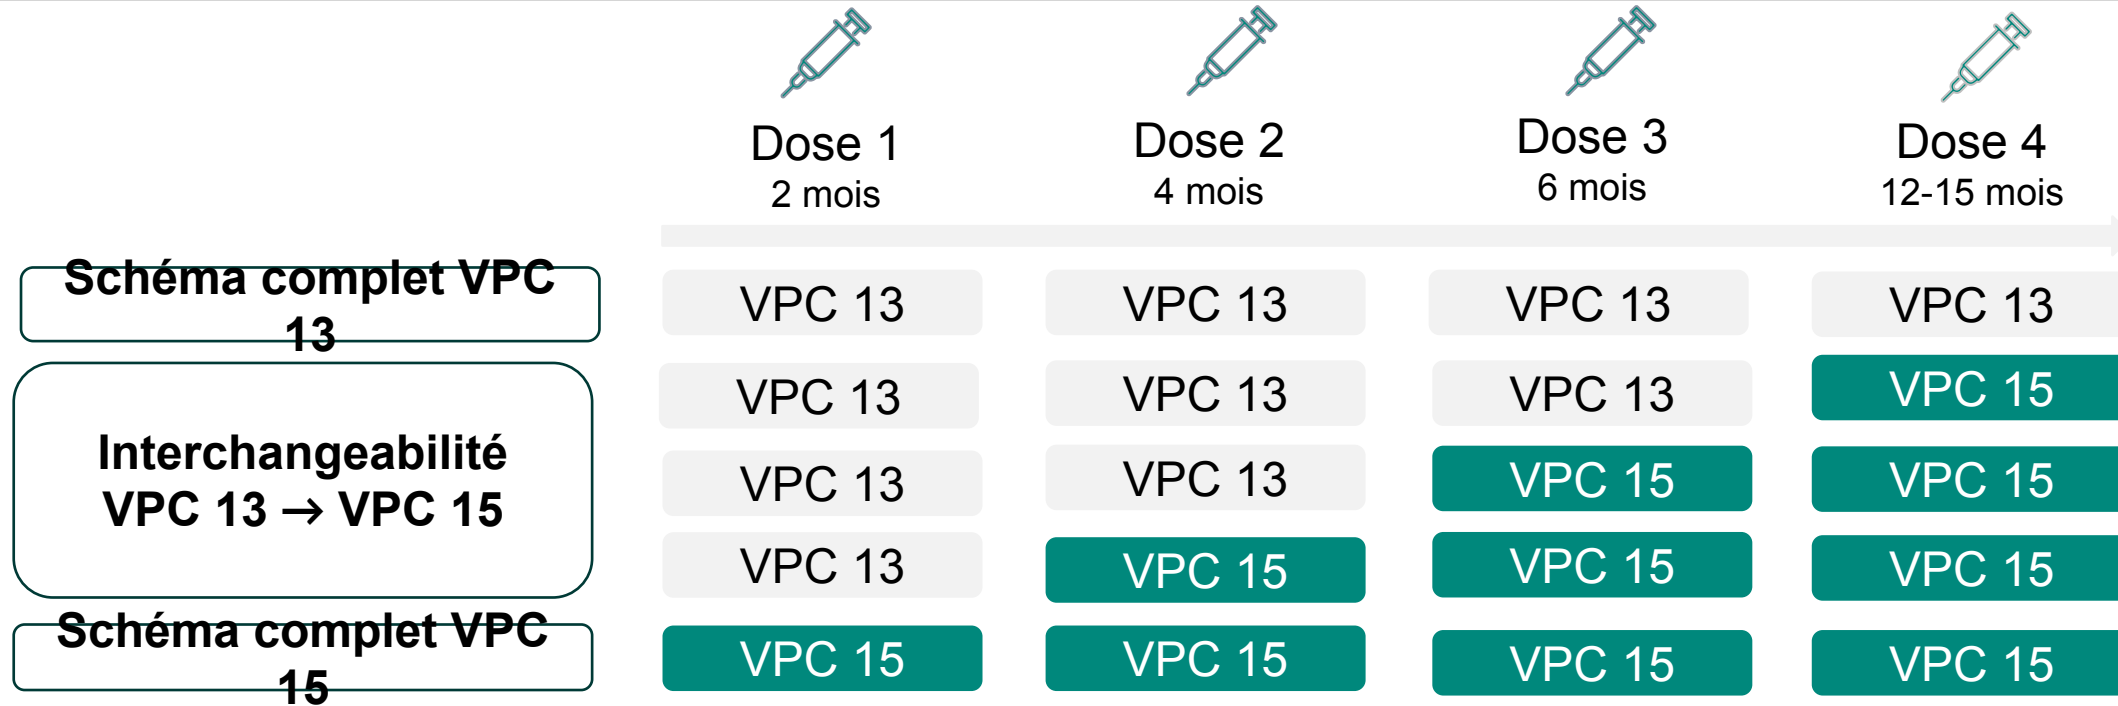 Dose 1
2 mois
Dose 2
4 mois
Dose 3
6 mois
Dose 4
12-15 mois
Schéma complet VPC
13
VPC 13
VPC 13
VPC 13
VPC 13
Interchangeabilité
VPC 13 → VPC 15
VPC 13
VPC 13
VPC 13
VPC 15
VPC 13
VPC 13
VPC 15
VPC 15
VPC 13
VPC 15
VPC 15
VPC 15
Schéma complet VPC
15
VPC 15
VPC 15
VPC 15
VPC 15